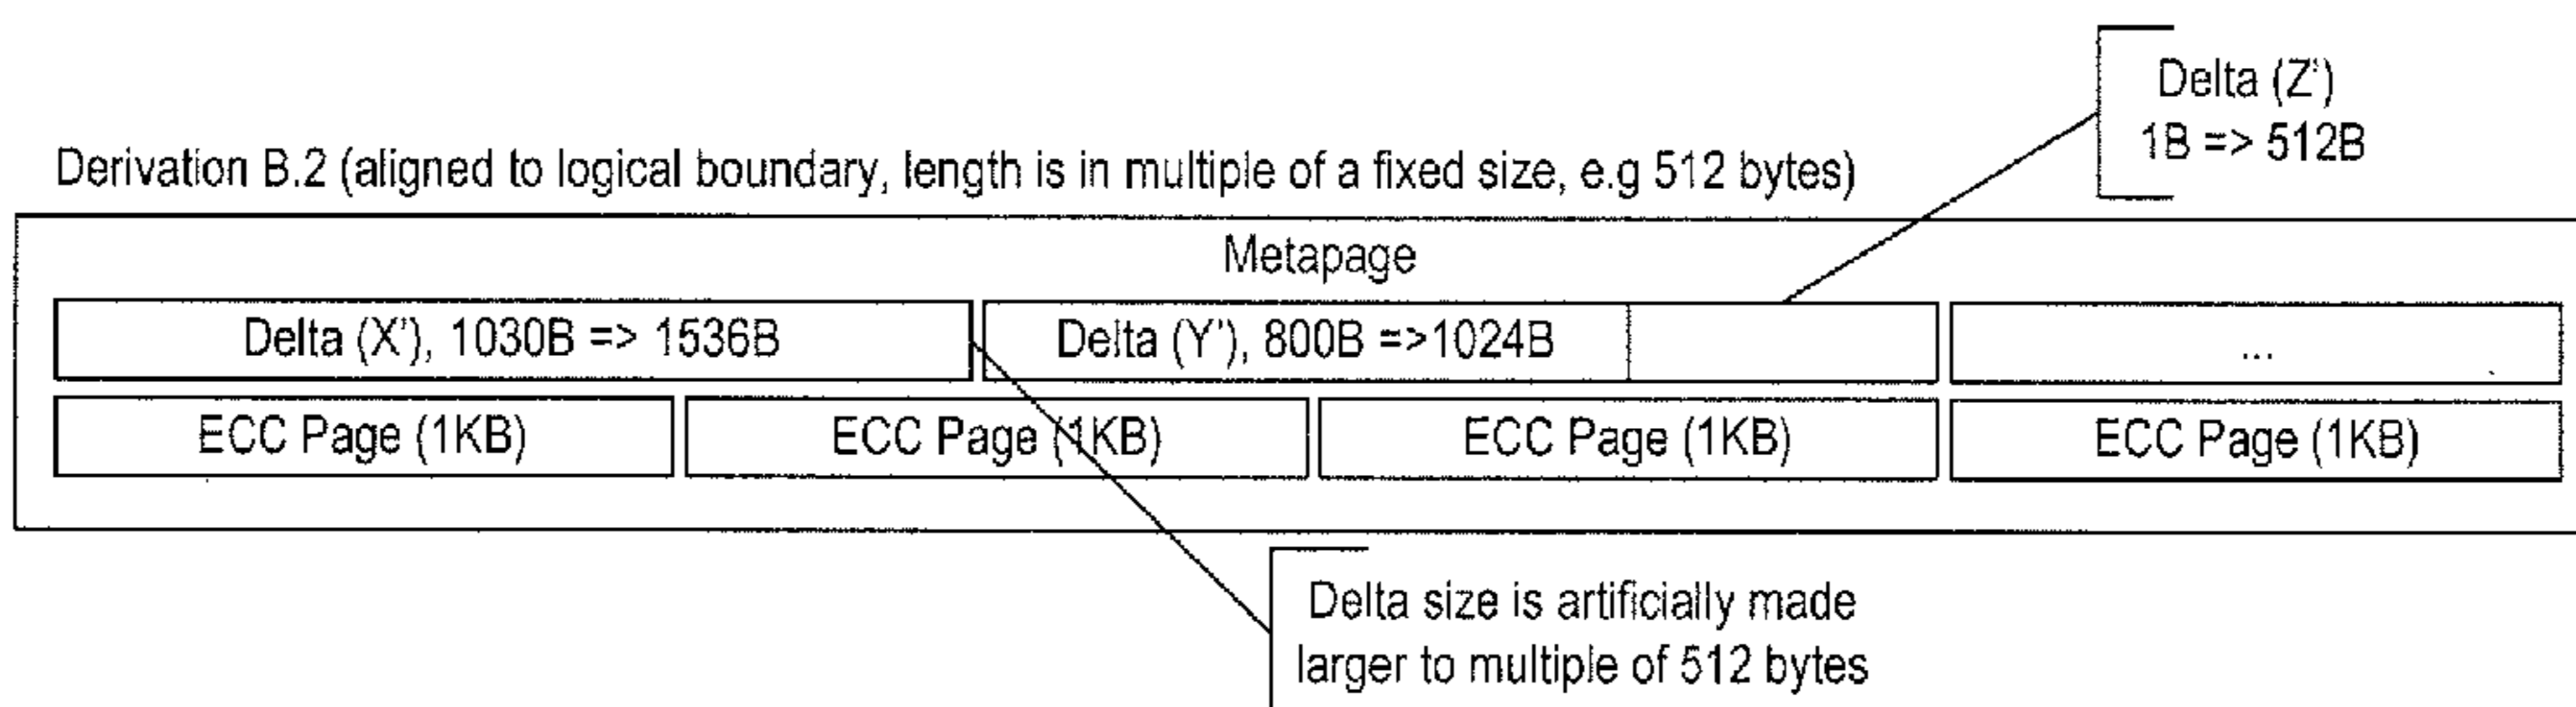 Delta (Z')
1B => 512B
Derivation B.2 (aligned to logical boundary, length is in multiple of a fixed size, e.g 512 bytes)
Metapage
Delta (X'), 1030B => 1536B
Delta (Y'), 800B =>1024B
...
ECC Page (1KB)
ECC Page (1KB)
ECC Page (1KB)
ECC Page (1KB)
Delta size is artificially made
larger to multiple of 512 bytes